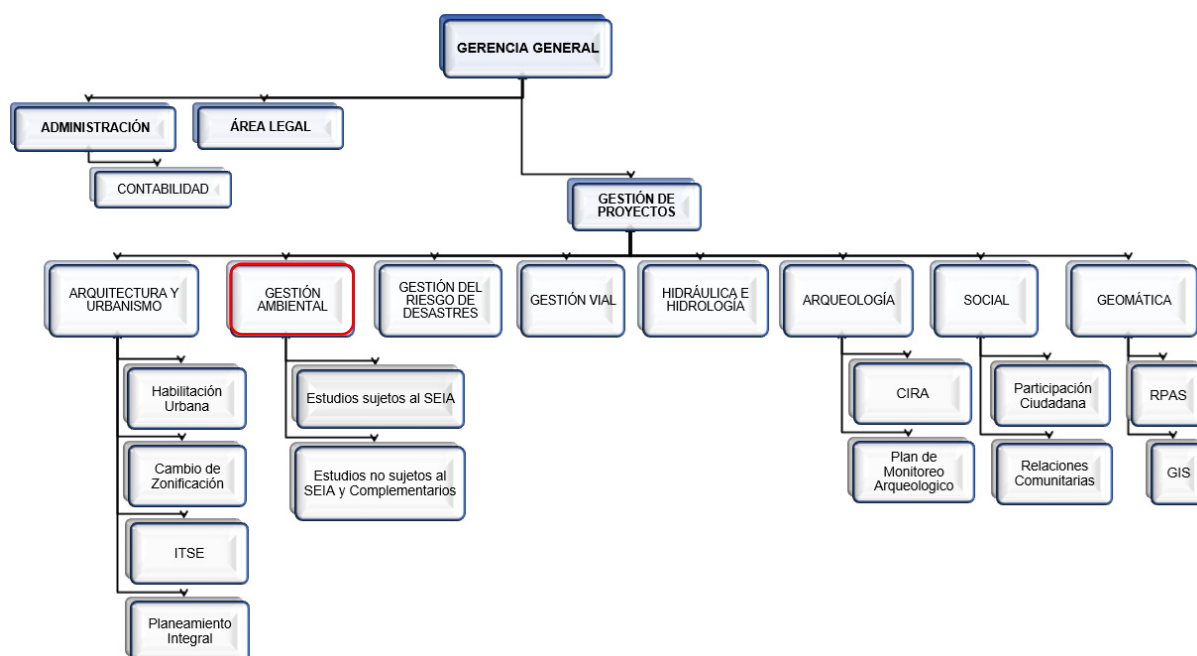 GERENCIA GENERAL
ADMINISTRACIÓN
ÁREA LEGAL
CONTABILIDAD
GESTIÓN DE
PROYECTOS
ARQUITECTURA Y
URBANISMO
GESTIÓN
AMBIENTAL
GESTIÓN DEL
RIESGO DE
DESASTRES
GESTIÓN VIAL
HIDRÁULICA E
HIDROLOGÍA
ARQUEOLOGÍA
SOCIAL
GEOMÁTICA
Habilitación
Urbana
Cambio de
Zonificación
ITSE
Planeamiento
Integral
Estudios sujetos al SEIA
Estudios no sujetos al
SEIA y Complementarios
CIRA
Plan de
Monitoreo
Arqueologico
Participación
Ciudadana
Relaciones
Comunitarias
RPAS
GIS